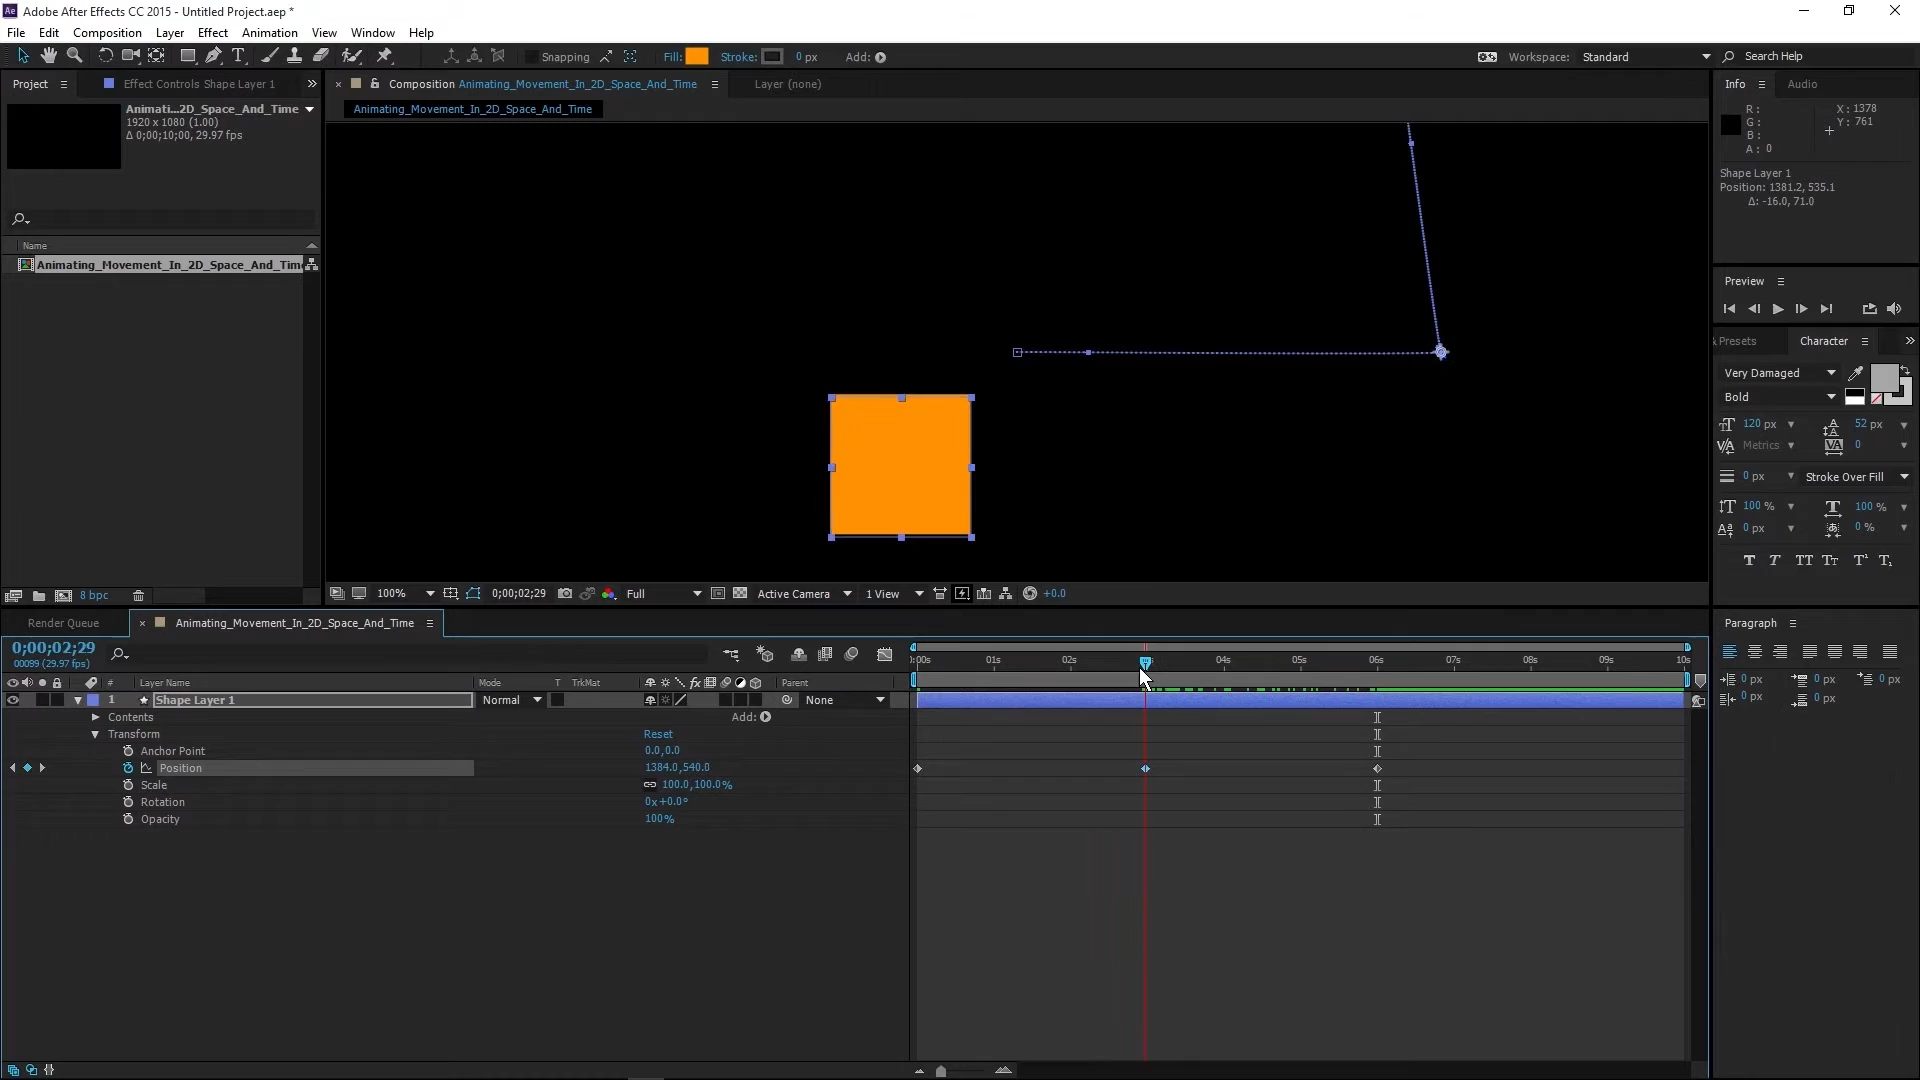 Adobe After Effects CC 2015 - Untitled Project.aep *
File Edit Composition Layer Effect Animation View Window Help
Snapping Fill: Stroke: 0 px Add: Workspace: Standard Search Help
Project Effect Controls Shape Layer 1 Composition Animating_Movement_In_2D_Space_And_Time Layer (none) Info Audio
Animati...2D_Space_And_Time
1920 x 1080 (1.00)
Δ 0;00;10;00, 29.97 fps
Animating_Movement_In_2D_Space_And_Time
R: X: 1378
G: Y: 761
B:
A: 0
Shape Layer 1
Position: 1381.2, 535.1
Δ: -16.0, 71.0
Name
Animating_Movement_In_2D_Space_And_Tim
Preview
Presets Character
Very Damaged
Bold
120 px 52 px
Metrics 0
0 px Stroke Over Fill
100 % 100 %
0 px 0 %
T T TT Tт T¹ T₁
8 bpc
100% 0;00;02;29 Full Active Camera 1 View +0.0
Render Queue Animating_Movement_In_2D_Space_And_Time Paragraph
0;00;02;29
00099 (29.97 fps)
:00s 01s 02s 04s 05s 06s 07s 08s 09s 10s
# Layer Name Mode T TrkMat fx Parent
1 Shape Layer 1 Normal None
Contents Add:
Transform Reset
Anchor Point 0.0,0.0
Position 1384.0,540.0
Scale 100.0,100.0%
Rotation 0x+0.0°
Opacity 100%
0 px 0 px 0 px
0 px 0 px